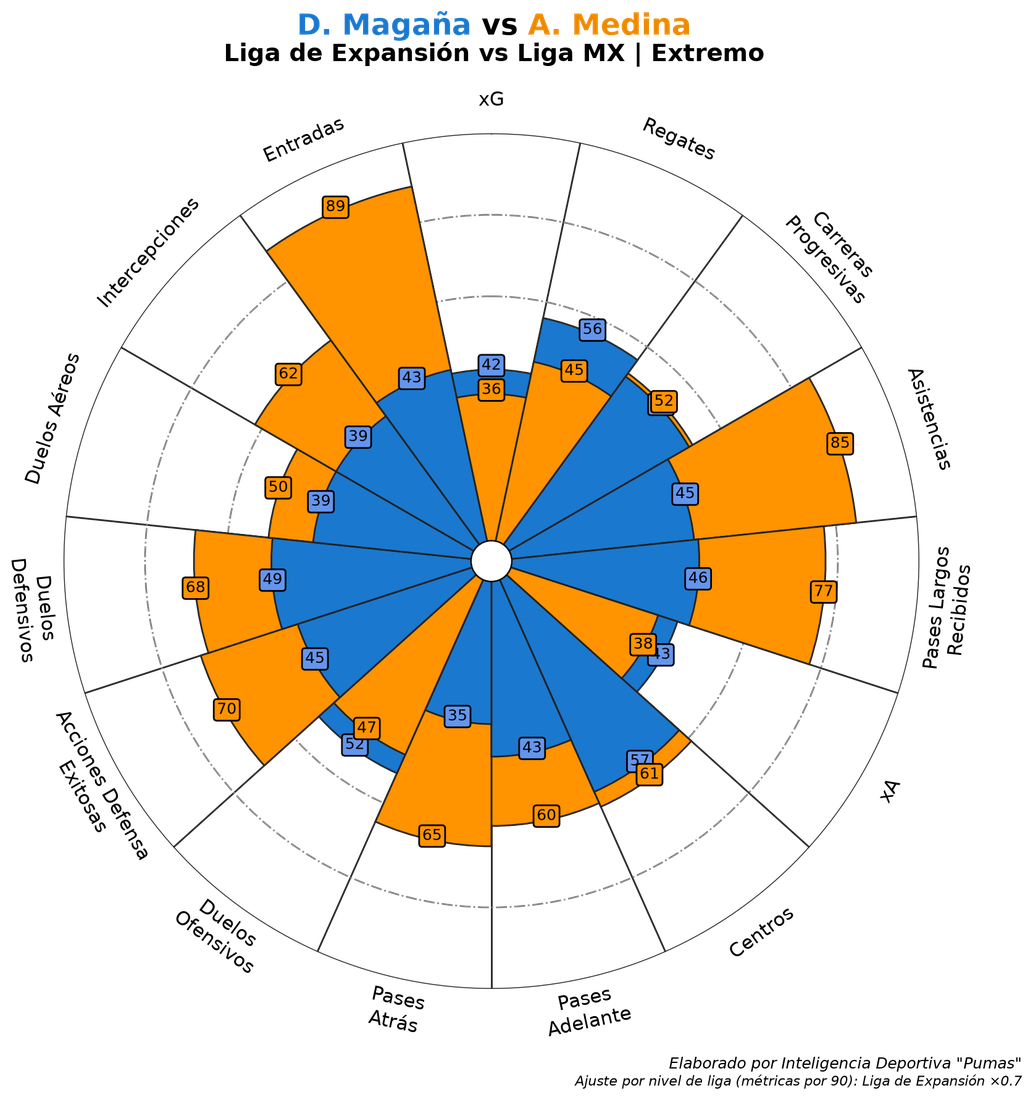 D. Magaña vs A. Medina
Liga de Expansión vs Liga MX | Extremo
xG
42
36
Regates
56
45
Carreras
Progresivas
52
Asistencias
85
45
Pases Largos
Recibidos
46
77
xA
38
43
Centros
57
61
Pases
Adelante
43
60
Pases
Atrás
35
65
Duelos
Ofensivos
47
52
Acciones Defensa
Exitosas
45
70
Duelos
Defensivos
49
68
Duelos Aéreos
39
50
Intercepciones
39
62
Entradas
43
89
Elaborado por Inteligencia Deportiva "Pumas"
Ajuste por nivel de liga (métricas por 90): Liga de Expansión ×0.7